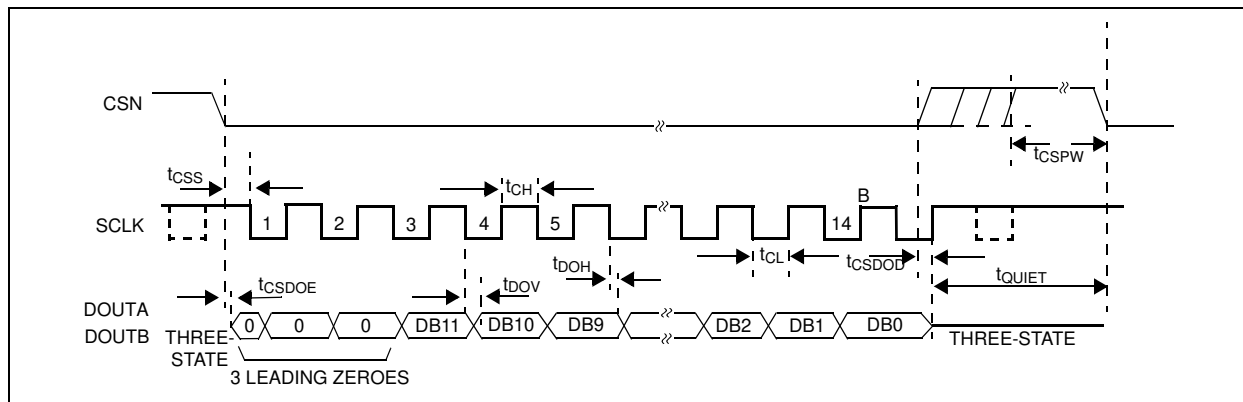 CSN
tCSPW
tCSS
tCH
B
SCLK
1 2 3 4 5 14
tCSDOE
tDOV
tDOH
tCL
tCSDOD
tQUIET
DOUTA
DOUTB
THREE-
STATE
0 0 0 DB11 DB10 DB9 DB2 DB1 DB0
THREE-STATE
3 LEADING ZEROES